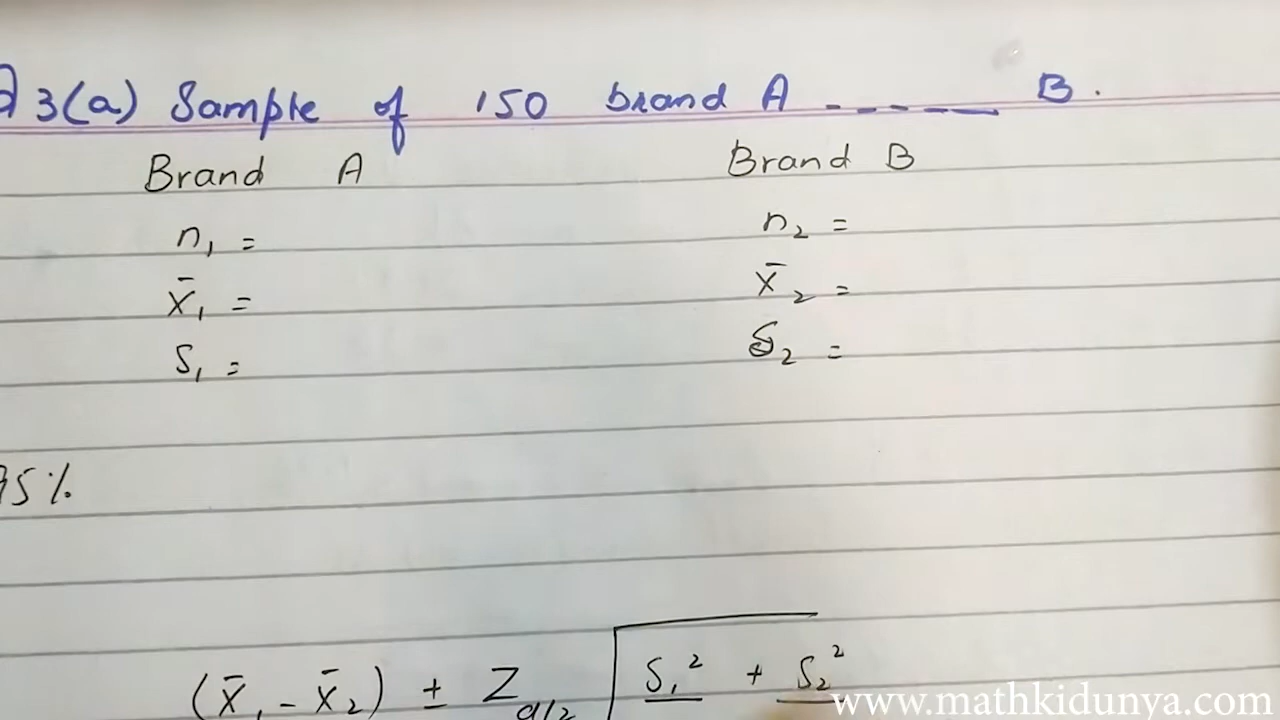 Q 3(a) Sample of 150 brand A ------ B.
Brand A Brand B
n₁ = n₂ =
x̄₁ = x̄₂ =
S₁ = S₂ =
95%
(x̄₁ - x̄₂) ± Z α/2 √ S₁² + S₂²
www.mathkidunya.com